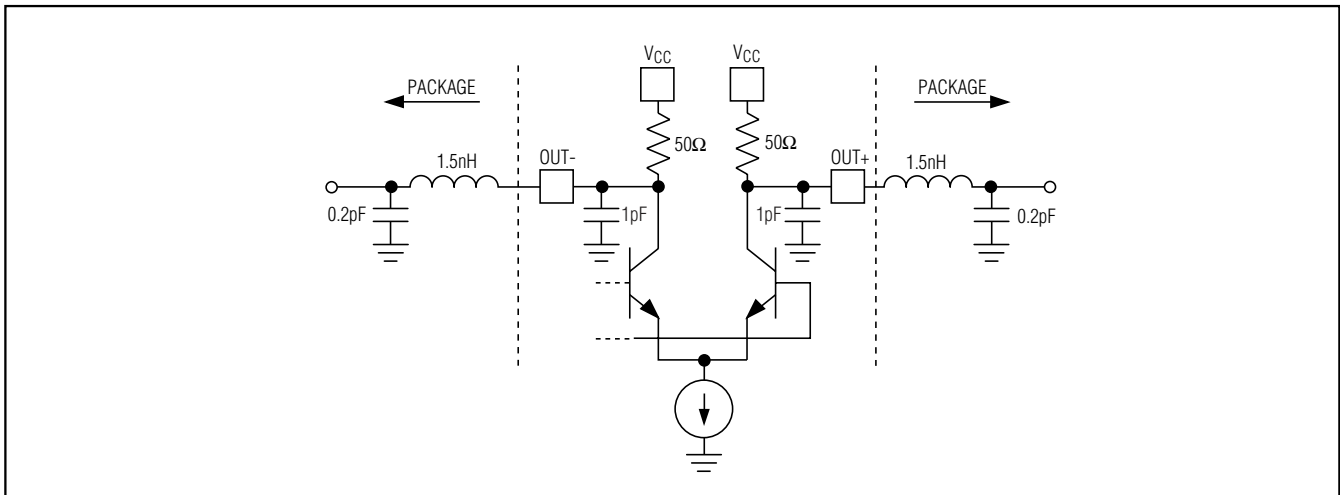 VCC
VCC
PACKAGE
PACKAGE
50Ω
50Ω
1.5nH
OUT-
OUT+
1.5nH
0.2pF
1pF
1pF
0.2pF